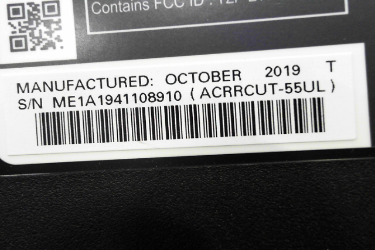 Contains FCC ID:
MANUFACTURED: OCTOBER 2019 T
S/N ME1A1941108910 (ACRRCUT-55UL)